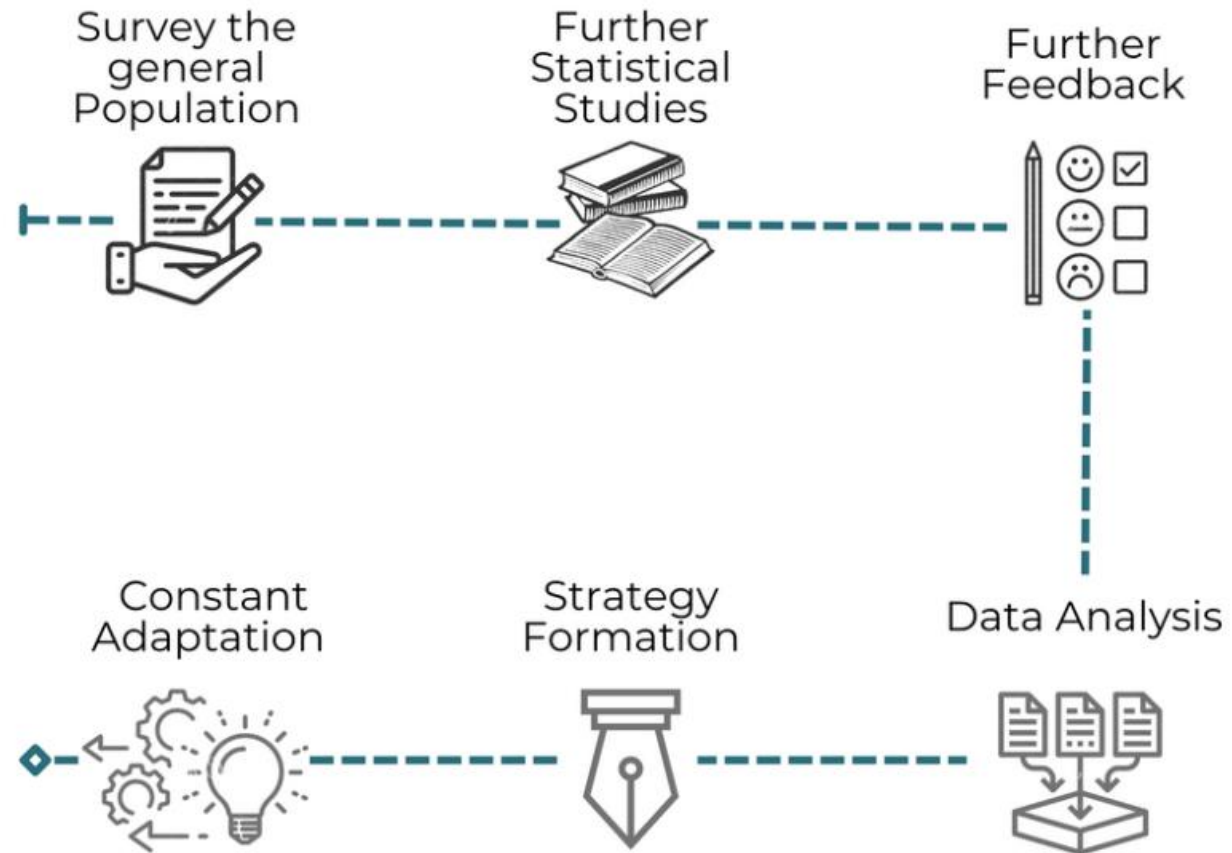 Survey the
general
Population
Further
Statistical
Studies
Further
Feedback
Data Analysis
Strategy
Formation
Constant
Adaptation